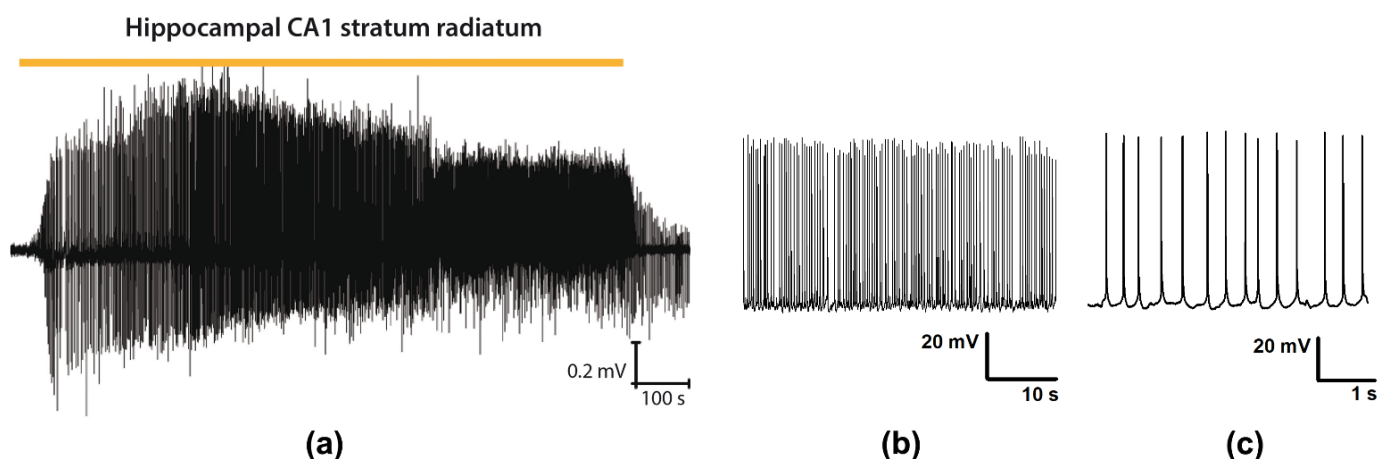 Hippocampal CA1 stratum radiatum
0.2 mV
100 s
20 mV
10 s
20 mV
1 s
(a)
(b)
(c)